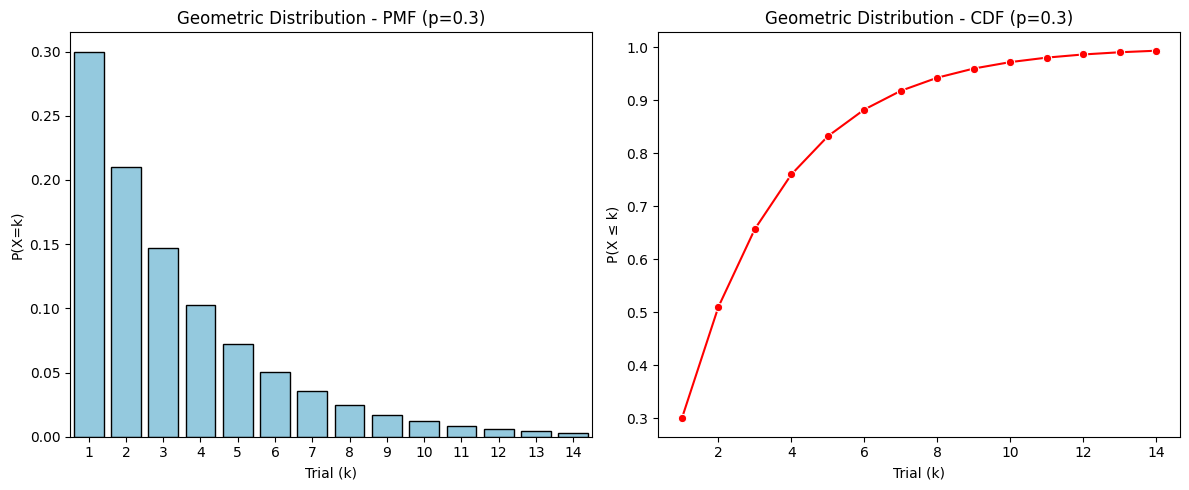 Geometric Distribution - PMF (p=0.3)
P(X=k)
0.30
0.25
0.20
0.15
0.10
0.05
0.00
1 2 3 4 5 6 7 8 9 10 11 12 13 14
Trial (k)
Geometric Distribution - CDF (p=0.3)
P(X ≤ k)
1.0
0.9
0.8
0.7
0.6
0.5
0.4
0.3
2 4 6 8 10 12 14
Trial (k)